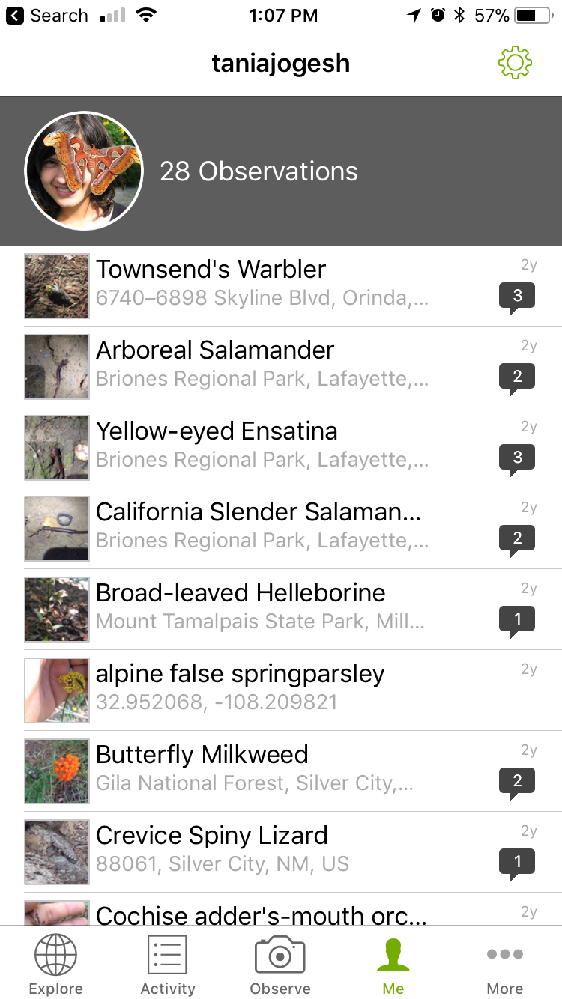 Search
1:07 PM
57%
taniajogesh
28 Observations
Townsend's Warbler
2y
6740–6898 Skyline Blvd, Orinda,...
3
Arboreal Salamander
2y
Briones Regional Park, Lafayette,...
2
Yellow-eyed Ensatina
2y
Briones Regional Park, Lafayette,...
3
California Slender Salaman...
2y
Briones Regional Park, Lafayette,...
2
Broad-leaved Helleborine
2y
Mount Tamalpais State Park, Mill...
1
alpine false springparsley
2y
32.952068, -108.209821
Butterfly Milkweed
2y
Gila National Forest, Silver City,...
2
Crevice Spiny Lizard
2y
88061, Silver City, NM, US
1
Cochise adder's-mouth orc...
2y
Explore
Activity
Observe
Me
More